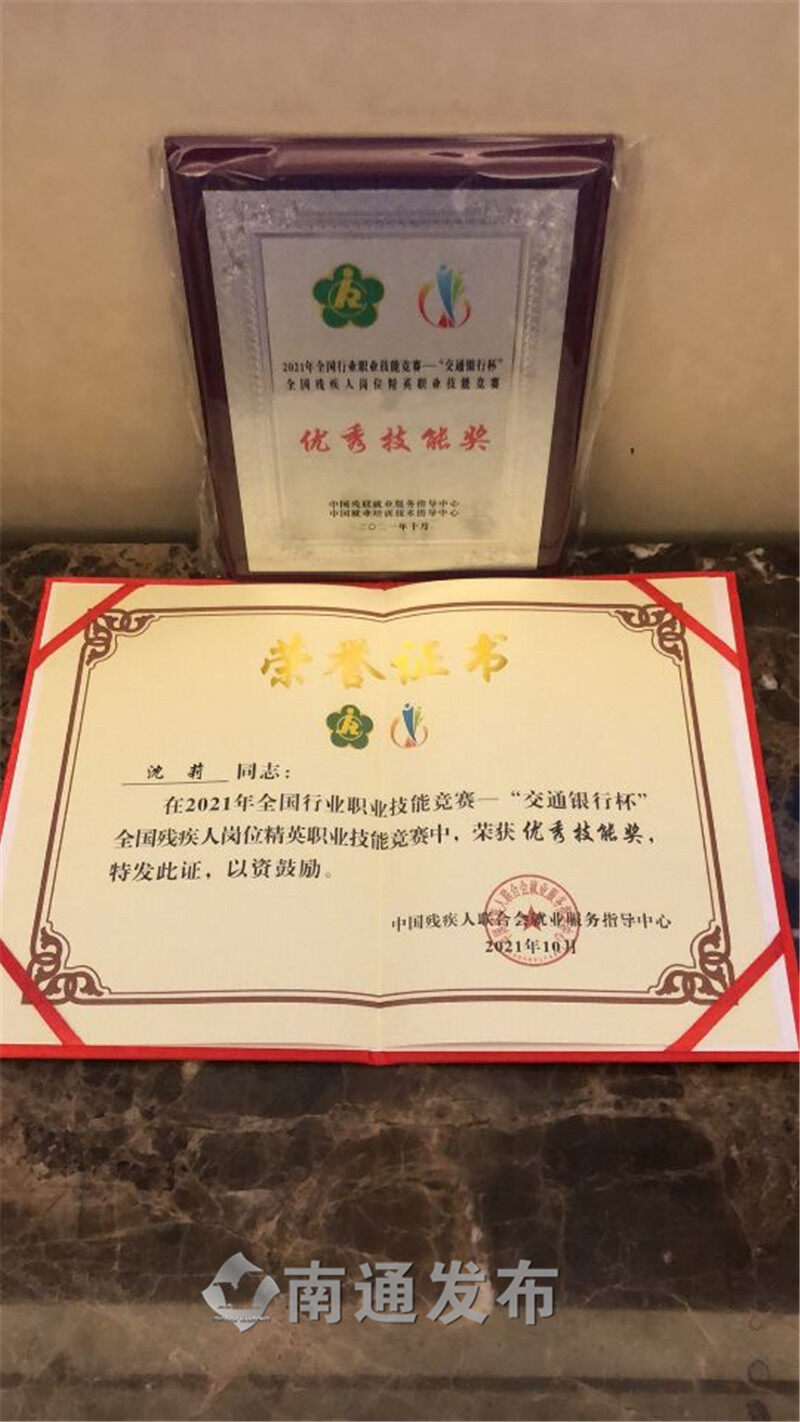 2021年全国行业职业技能竞赛—“交通银行杯”
全国残疾人岗位精英职业技能竞赛
优秀技能奖
中国残联就业服务指导中心
中国就业培训技术指导中心
二〇二一年十月
荣誉证书
沈 莉 同志：
在2021年全国行业职业技能竞赛—“交通银行杯”
全国残疾人岗位精英职业技能竞赛中，荣获优秀技能奖，
特发此证，以资鼓励。
中国残疾人联合会就业服务指导中心
2021年10月
南通发布